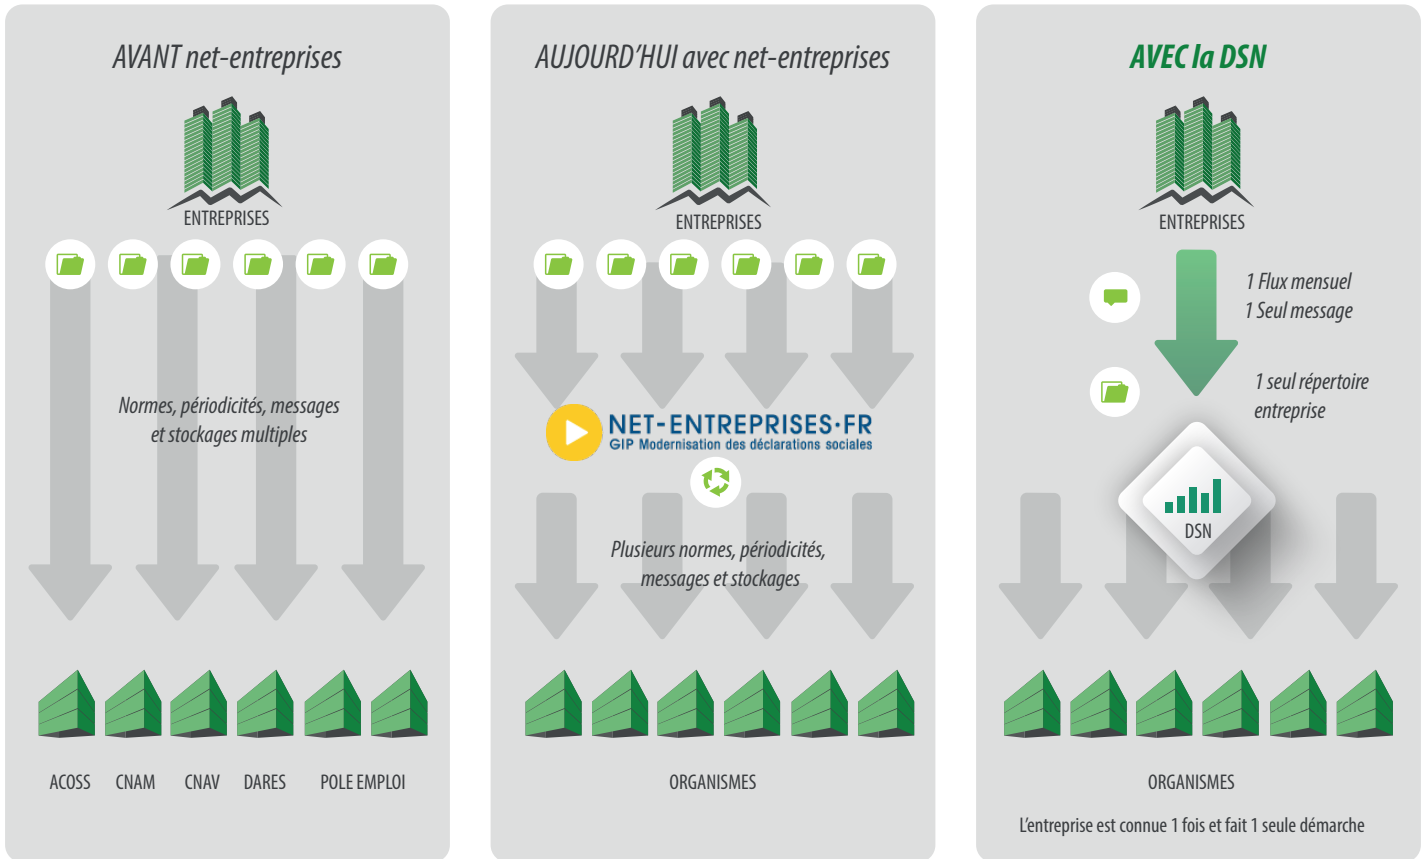 AVANT net-entreprises
ENTREPRISES
Normes, périodicités, messages
et stockages multiples
ACOSS CNAM CNAV DARES POLE EMPLOI
AUJOURD'HUI avec net-entreprises
ENTREPRISES
NET-ENTREPRISES·FR
GIP Modernisation des déclarations sociales
Plusieurs normes, périodicités,
messages et stockages
ORGANISMES
AVEC la DSN
ENTREPRISES
1 Flux mensuel
1 Seul message
1 seul répertoire
entreprise
DSN
ORGANISMES
L'entreprise est connue 1 fois et fait 1 seule démarche